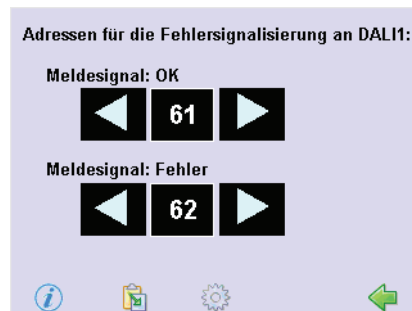 Adressen für die Fehlersignalisierung an DALI1:
Meldesignal: OK
61
Meldesignal: Fehler
62